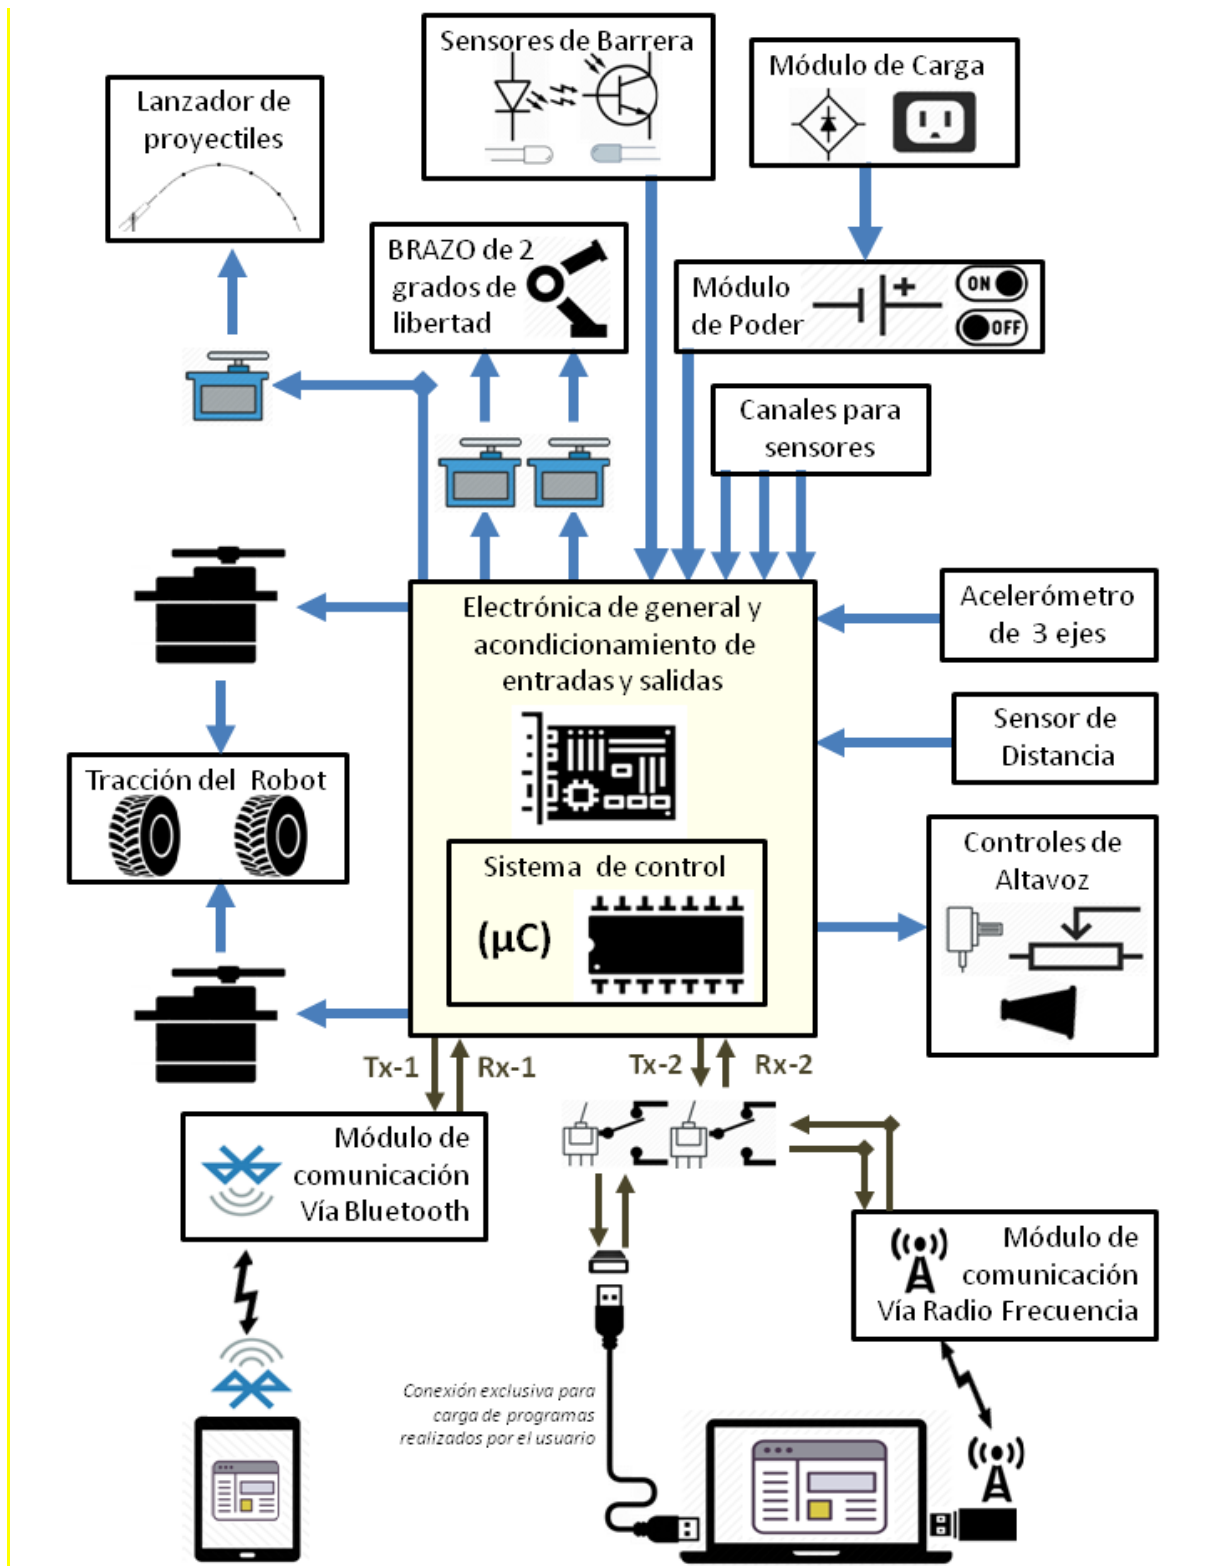 Sensores de Barrera
Módulo de Carga
Lanzador de
proyectiles
BRAZO de 2
grados de
libertad
Módulo
de Poder
+
ON
OFF
Canales para
sensores
Electrónica de general y
acondicionamiento de
entradas y salidas
Acelerómetro
de 3 ejes
Sensor de
Distancia
Tracción del Robot
Sistema de control
(µC)
Controles de
Altavoz
Tx-1
Rx-1
Tx-2
Rx-2
Módulo de
comunicación
Vía Bluetooth
Módulo de
comunicación
Vía Radio Frecuencia
Conexión exclusiva para
carga de programas
realizados por el usuario